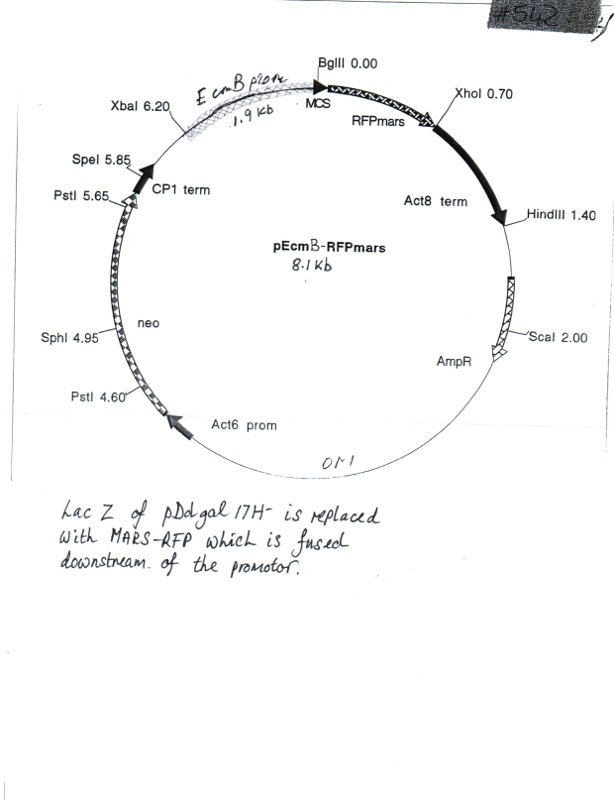 #542
BglII 0.00
EcmB prom
1.9 kb
MCS
XbaI 6.20
XhoI 0.70
RFPmars
SpeI 5.85
CP1 term
PstI 5.65
Act8 term
HindIII 1.40
pEcmB-RFPmars
8.1 kb
neo
SphI 4.95
ScaI 2.00
AmpR
PstI 4.60
Act6 prom
ori
Lac Z of pDdgal 17H- is replaced
with MARS-RFP which is fused
downstream. of the promotor.